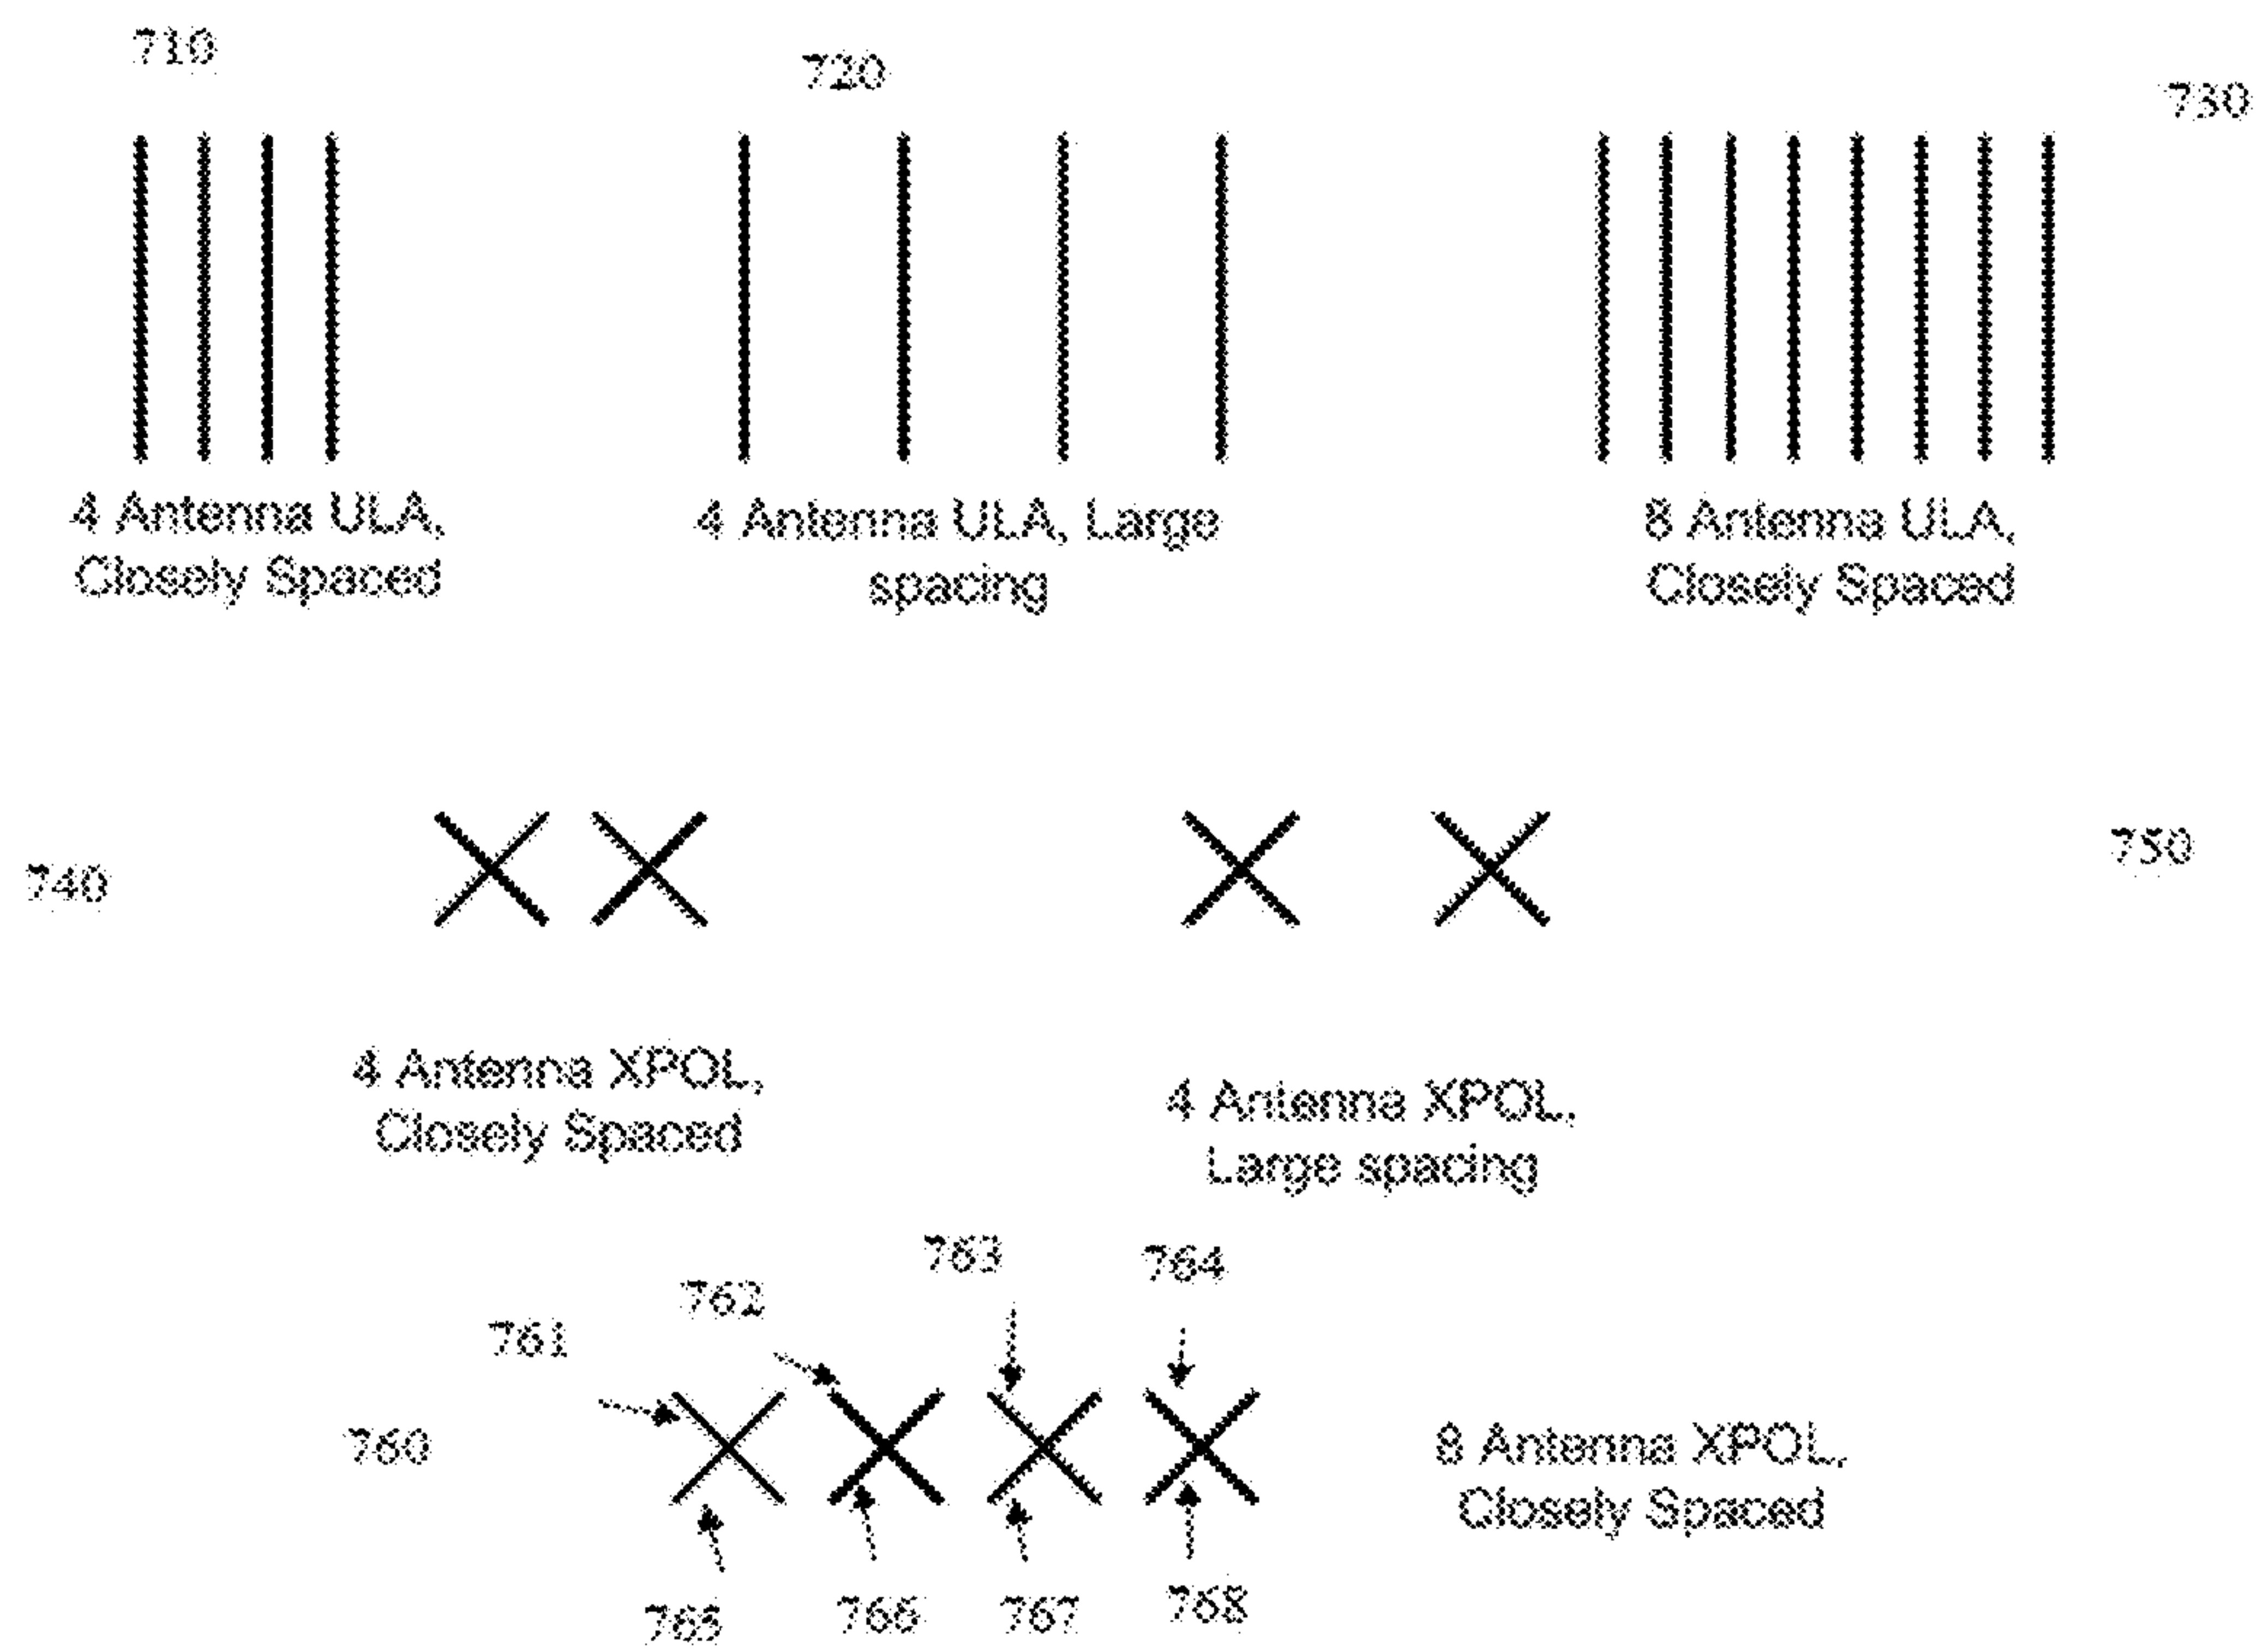 710
720
730
4 Antenna ULA,
Closely Spaced
4 Antenna ULA, Large
spacing
8 Antenna ULA,
Closely Spaced
740
750
4 Antenna XPOL,
Closely Spaced
4 Antenna XPOL,
Large spacing
763
764
762
761
760
8 Antenna XPOL,
Closely Spaced
765
766
767
768